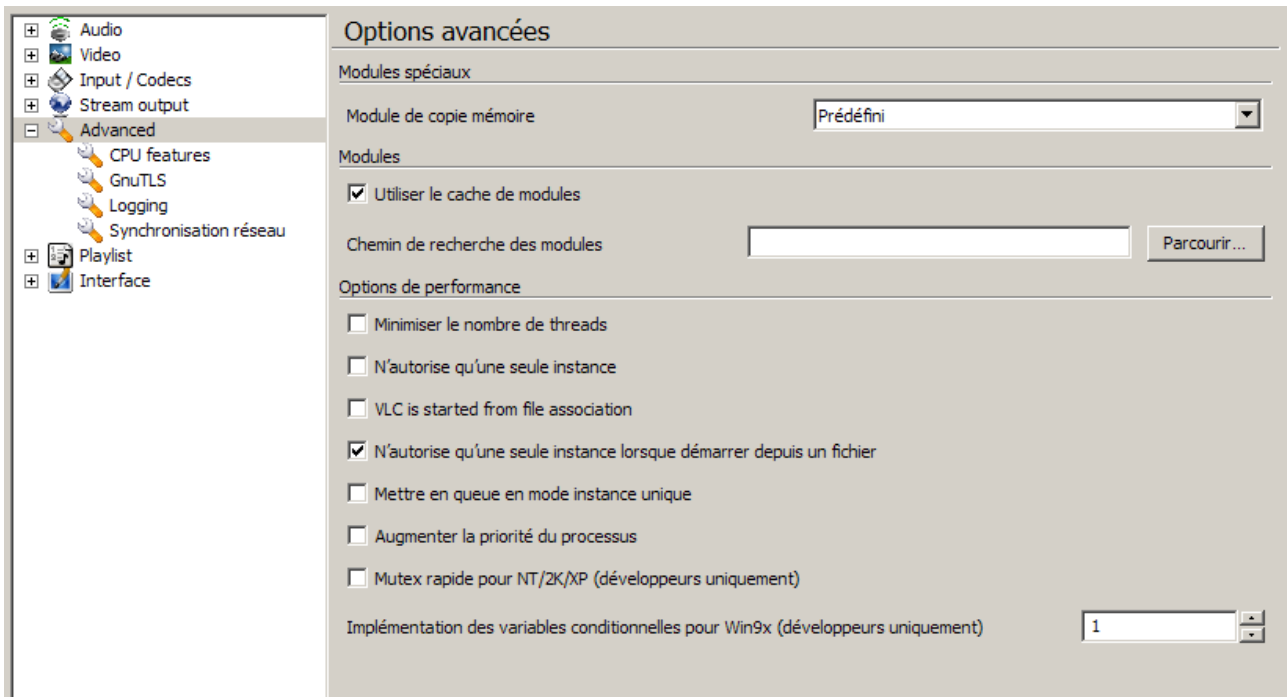 Audio
Video
Input / Codecs
Stream output
Advanced
CPU features
GnuTLS
Logging
Synchronisation réseau
Playlist
Interface
Options avancées
Modules spéciaux
Module de copie mémoire
Prédéfini
Modules
Utiliser le cache de modules
Chemin de recherche des modules
Parcourir...
Options de performance
Minimiser le nombre de threads
N'autorise qu'une seule instance
VLC is started from file association
N'autorise qu'une seule instance lorsque démarrer depuis un fichier
Mettre en queue en mode instance unique
Augmenter la priorité du processus
Mutex rapide pour NT/2K/XP (développeurs uniquement)
Implémentation des variables conditionnelles pour Win9x (développeurs uniquement)
1